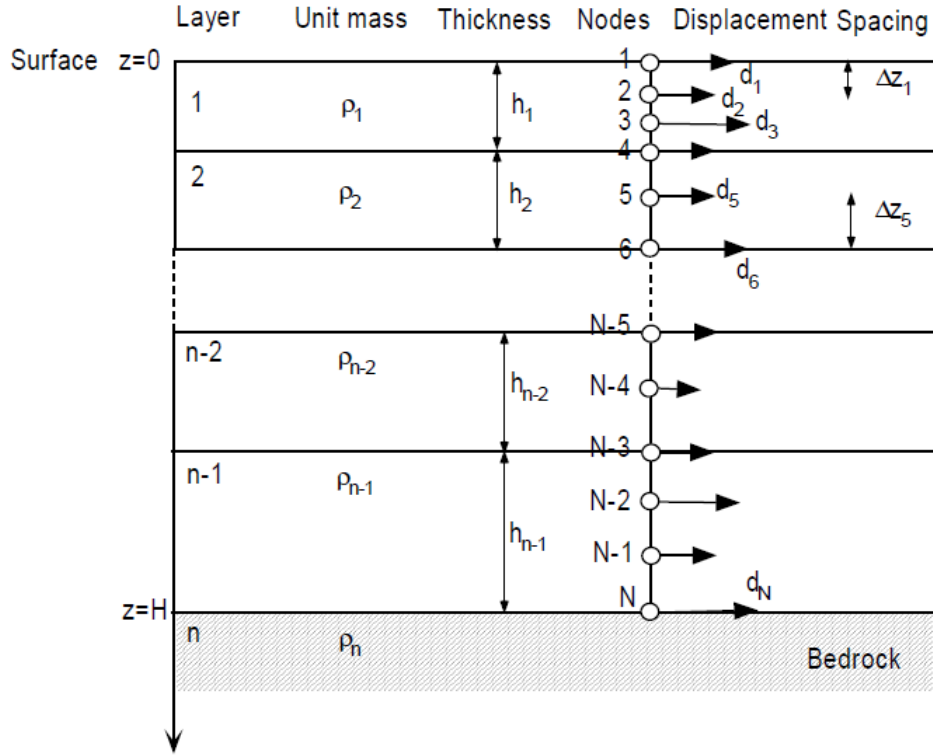 Layer Unit mass Thickness Nodes Displacement Spacing
Surface z=0 1 d₁ Δz₁
1 ρ₁ h₁ 2 d₂
3 d₃
4
2 ρ₂ h₂ 5 d₅ Δz₅
6 d₆
N-5
n-2 ρₙ₋₂ hₙ₋₂ N-4
N-3
n-1 ρₙ₋₁ hₙ₋₁ N-2
N-1
z=H N d_N
n ρₙ Bedrock